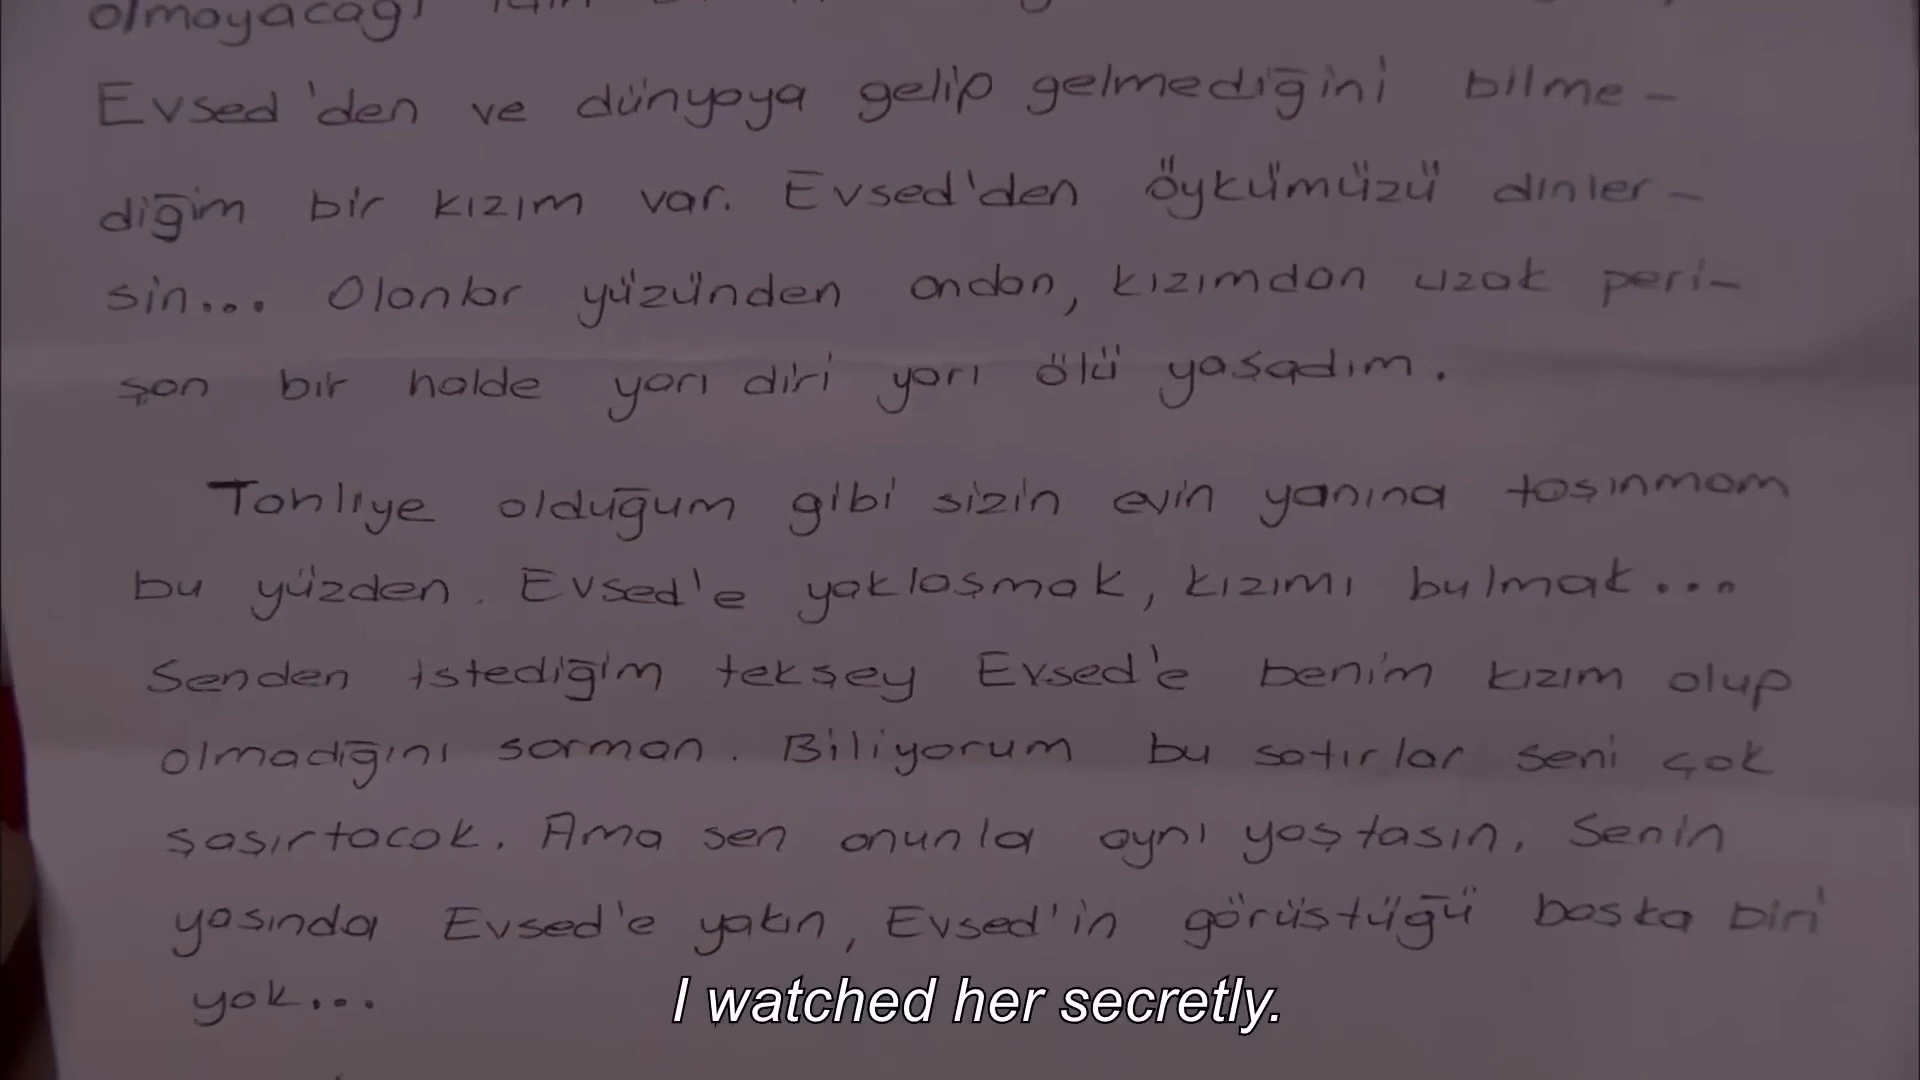 olmayacağı için
Evsed'den ve dünyaya gelip gelmediğini bilme-
diğim bir kızım var. Evsed'den öykümüzü dinler-
sin... Olanlar yüzünden ondan, kızımdan uzak peri-
şan bir halde yarı diri yarı ölü yaşadım.
Tahliye olduğum gibi sizin evin yanına taşınmam
bu yüzden. Evsed'e yaklaşmak, kızımı bulmak...
Senden istediğim tekşey Evsed'e benim kızım olup
olmadığını sorman. Biliyorum bu satırlar seni çok
şaşırtacak. Ama sen onunla aynı yaştasın. Senin
yaşında Evsed'e yakın, Evsed'in görüştüğü başka biri
yok...
I watched her secretly.